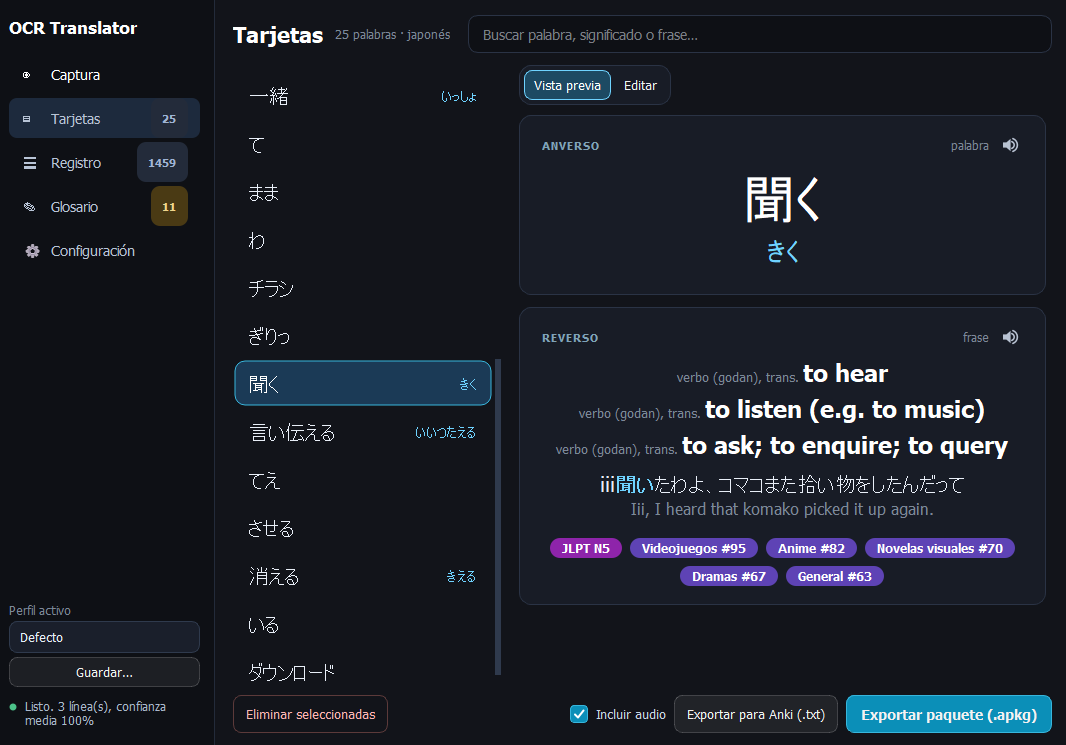 OCR Translator
Captura
Tarjetas 25
Registro 1459
Glosario 11
Configuración
Perfil activo
Defecto
Guardar...
Listo. 3 línea(s), confianza
media 100%
Tarjetas 25 palabras · japonés
Buscar palabra, significado o frase...
一緒 いっしょ
て
まま
わ
チラシ
ぎりっ
聞く きく
言い伝える いいつたえる
てえ
させる
消える きえる
いる
ダウンロード
Eliminar seleccionadas
Vista previa Editar
ANVERSO palabra
聞く
きく
REVERSO frase
verbo (godan), trans. to hear
verbo (godan), trans. to listen (e.g. to music)
verbo (godan), trans. to ask; to enquire; to query
iii聞いたわよ、コマコまた拾い物をしたんだって
Iii, I heard that komako picked it up again.
JLPT N5 Videojuegos #95 Anime #82 Novelas visuales #70
Dramas #67 General #63
Incluir audio Exportar para Anki (.txt) Exportar paquete (.apkg)